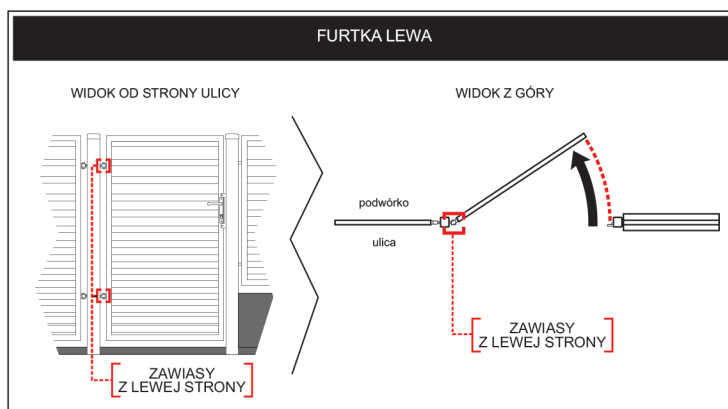 FURTKA LEWA
WIDOK OD STRONY ULICY
WIDOK Z GÓRY
podwórko
ulica
ZAWIASY
Z LEWEJ STRONY
ZAWIASY
Z LEWEJ STRONY